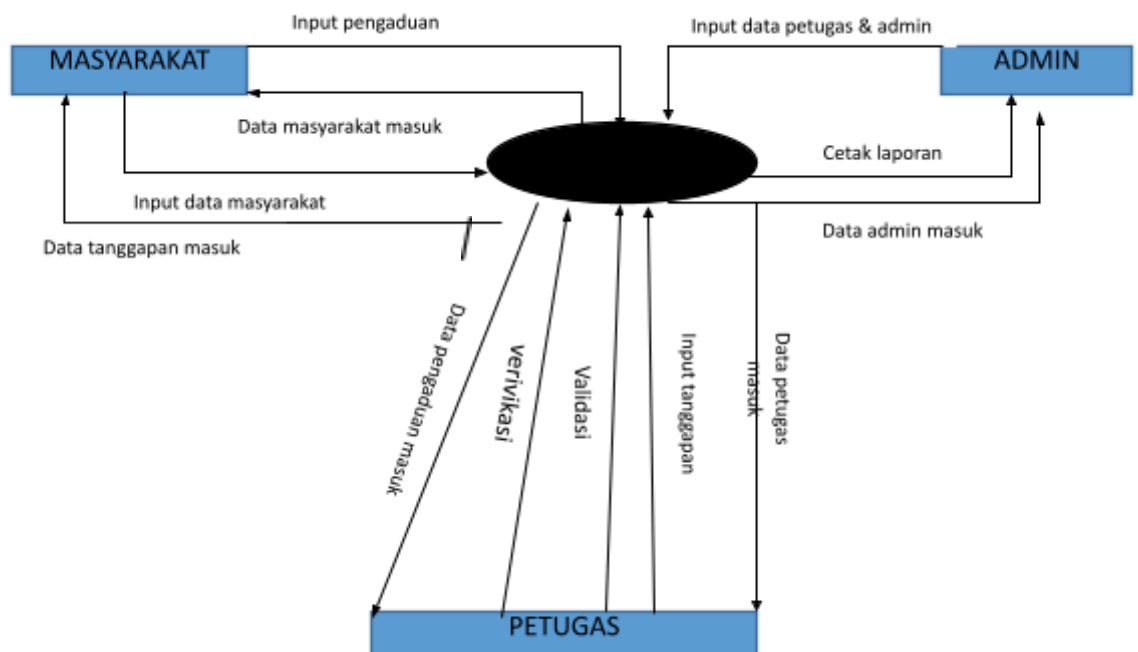 Input pengaduan
Input data petugas & admin
MASYARAKAT
ADMIN
Data masyarakat masuk
Cetak laporan
Input data masyarakat
Data admin masuk
Data tanggapan masuk
Data pengaduan masuk
verivikasi
Validasi
Input tanggapan
Data petugas
masuk
PETUGAS